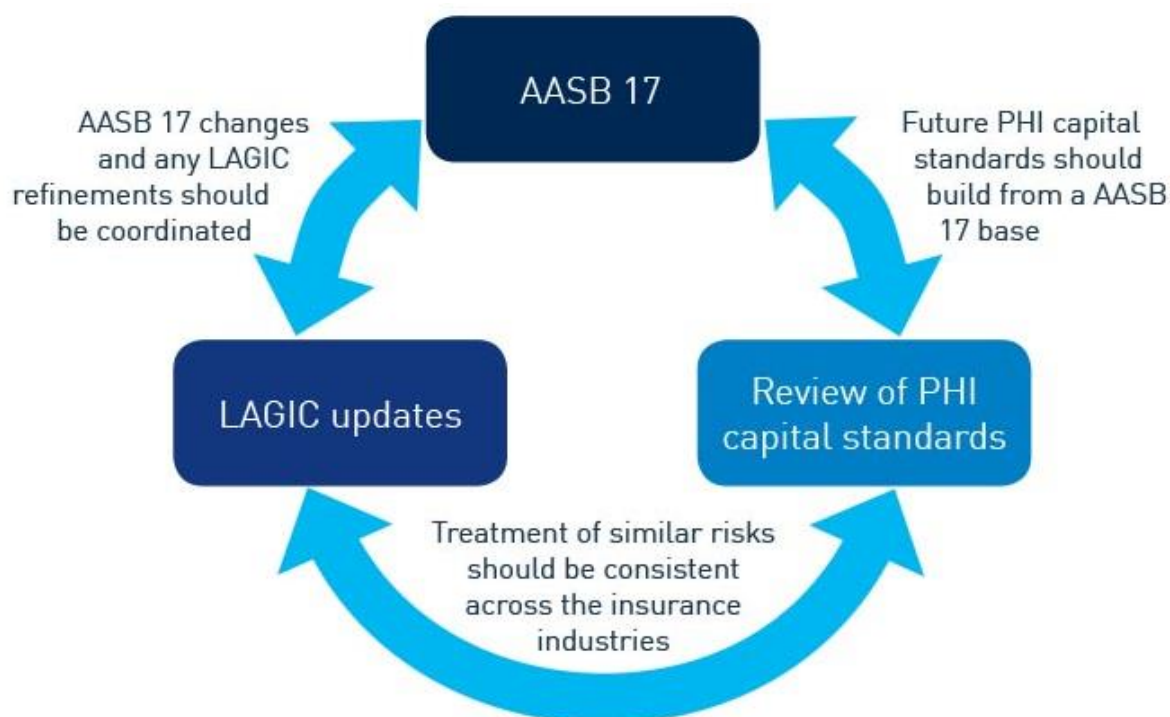 AASB 17
AASB 17 changes
and any LAGIC
refinements should
be coordinated
Future PHI capital
standards should
build from a AASB
17 base
LAGIC updates
Review of PHI
capital standards
Treatment of similar risks
should be consistent
across the insurance
industries